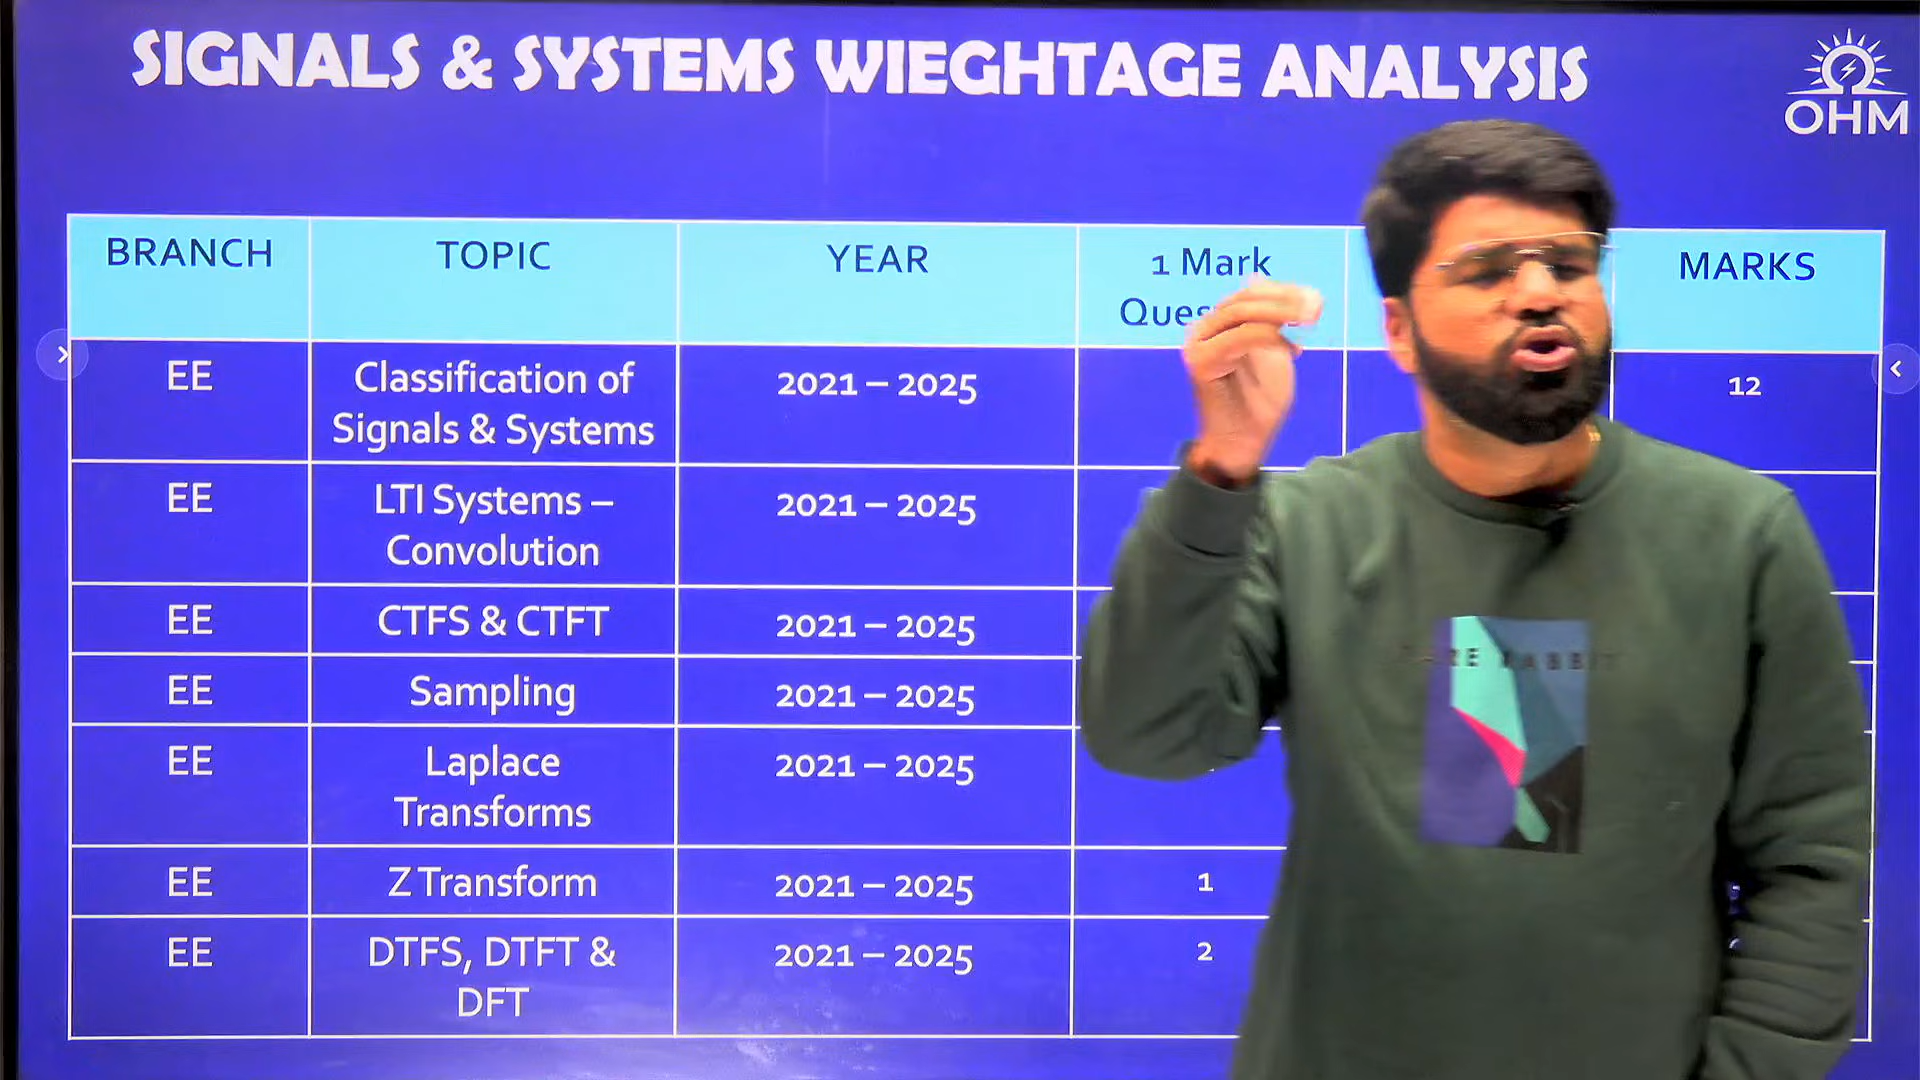 SIGNALS & SYSTEMS WIEGHTAGE ANALYSIS
OHM
BRANCH TOPIC YEAR 1 Mark MARKS
EE Classification of 2021 – 2025 12
Signals & Systems
EE LTI Systems – 2021 – 2025
Convolution
EE CTFS & CTFT 2021 – 2025
EE Sampling 2021 – 2025
EE Laplace 2021 – 2025
Transforms
EE Z Transform 2021 – 2025 1
EE DTFS, DTFT & 2021 – 2025 2
DFT